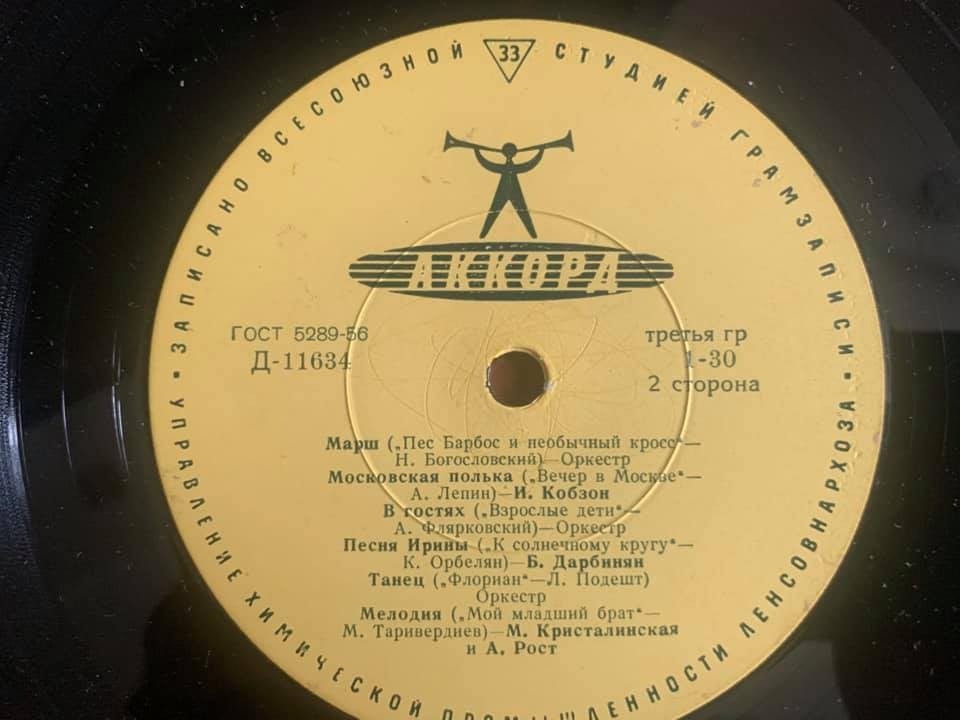 ЗАПИСАНО ВСЕСОЮЗНОЙ 33 СТУДИЕЙ ГРАМЗАПИСИ
АККОРД
ГОСТ 5289-56
Д-11634
третья гр
1-30
2 сторона
Марш („Пес Барбос и необычный кросс“—
Н. Богословский)—Оркестр
Московская полька („Вечер в Москве“—
А. Лепин)—И. Кобзон
В гостях („Взрослые дети“—
А. Флярковский)—Оркестр
Песня Ирины („К солнечному кругу“—
К. Орбелян)—Б. Дарбинян
Танец („Флориан“—Л. Подешт)
Оркестр
Мелодия („Мой младший брат“—
М. Таривердиев)—М. Кристалинская
и А. Рост
• УПРАВЛЕНИЕ ХИМИЧЕСКОЙ ПРОМЫШЛЕННОСТИ ЛЕНСОВНАРХОЗА •